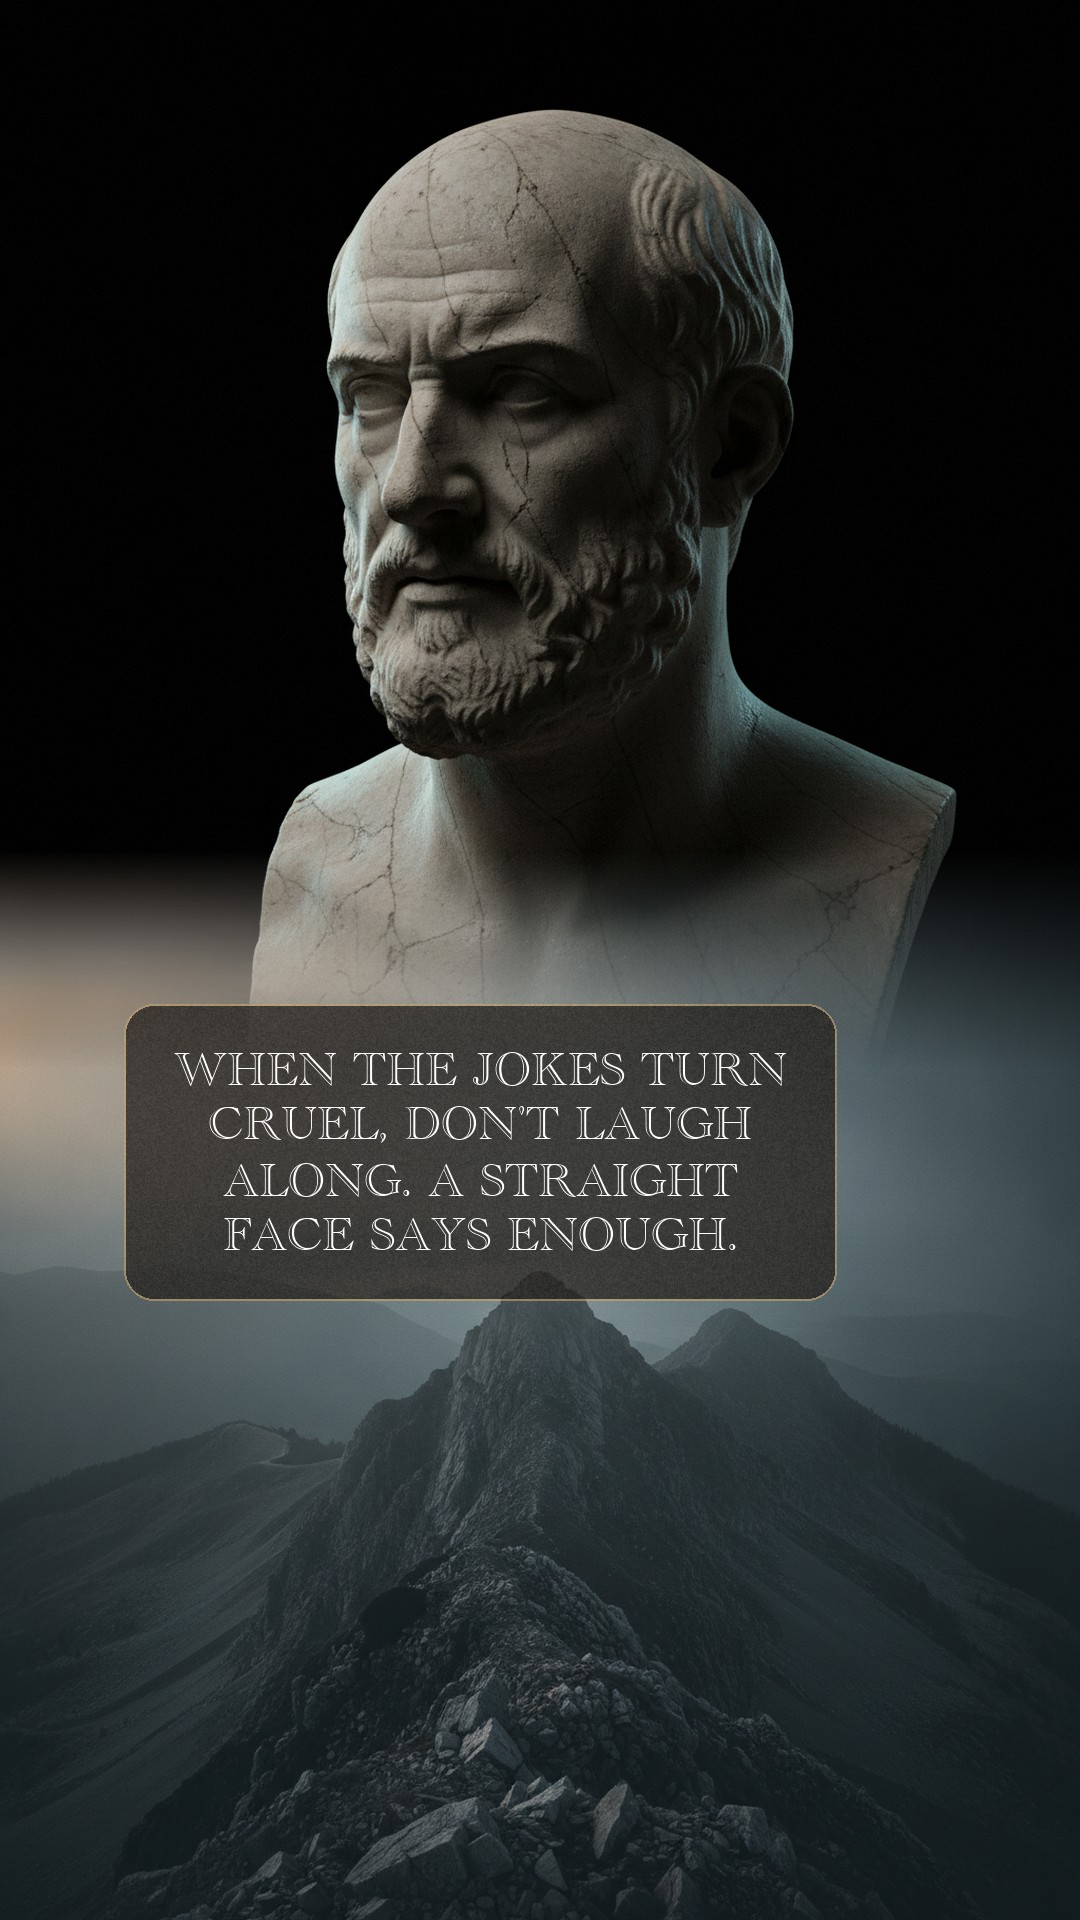 WHEN THE JOKES TURN
CRUEL, DON'T LAUGH
ALONG. A STRAIGHT
FACE SAYS ENOUGH.